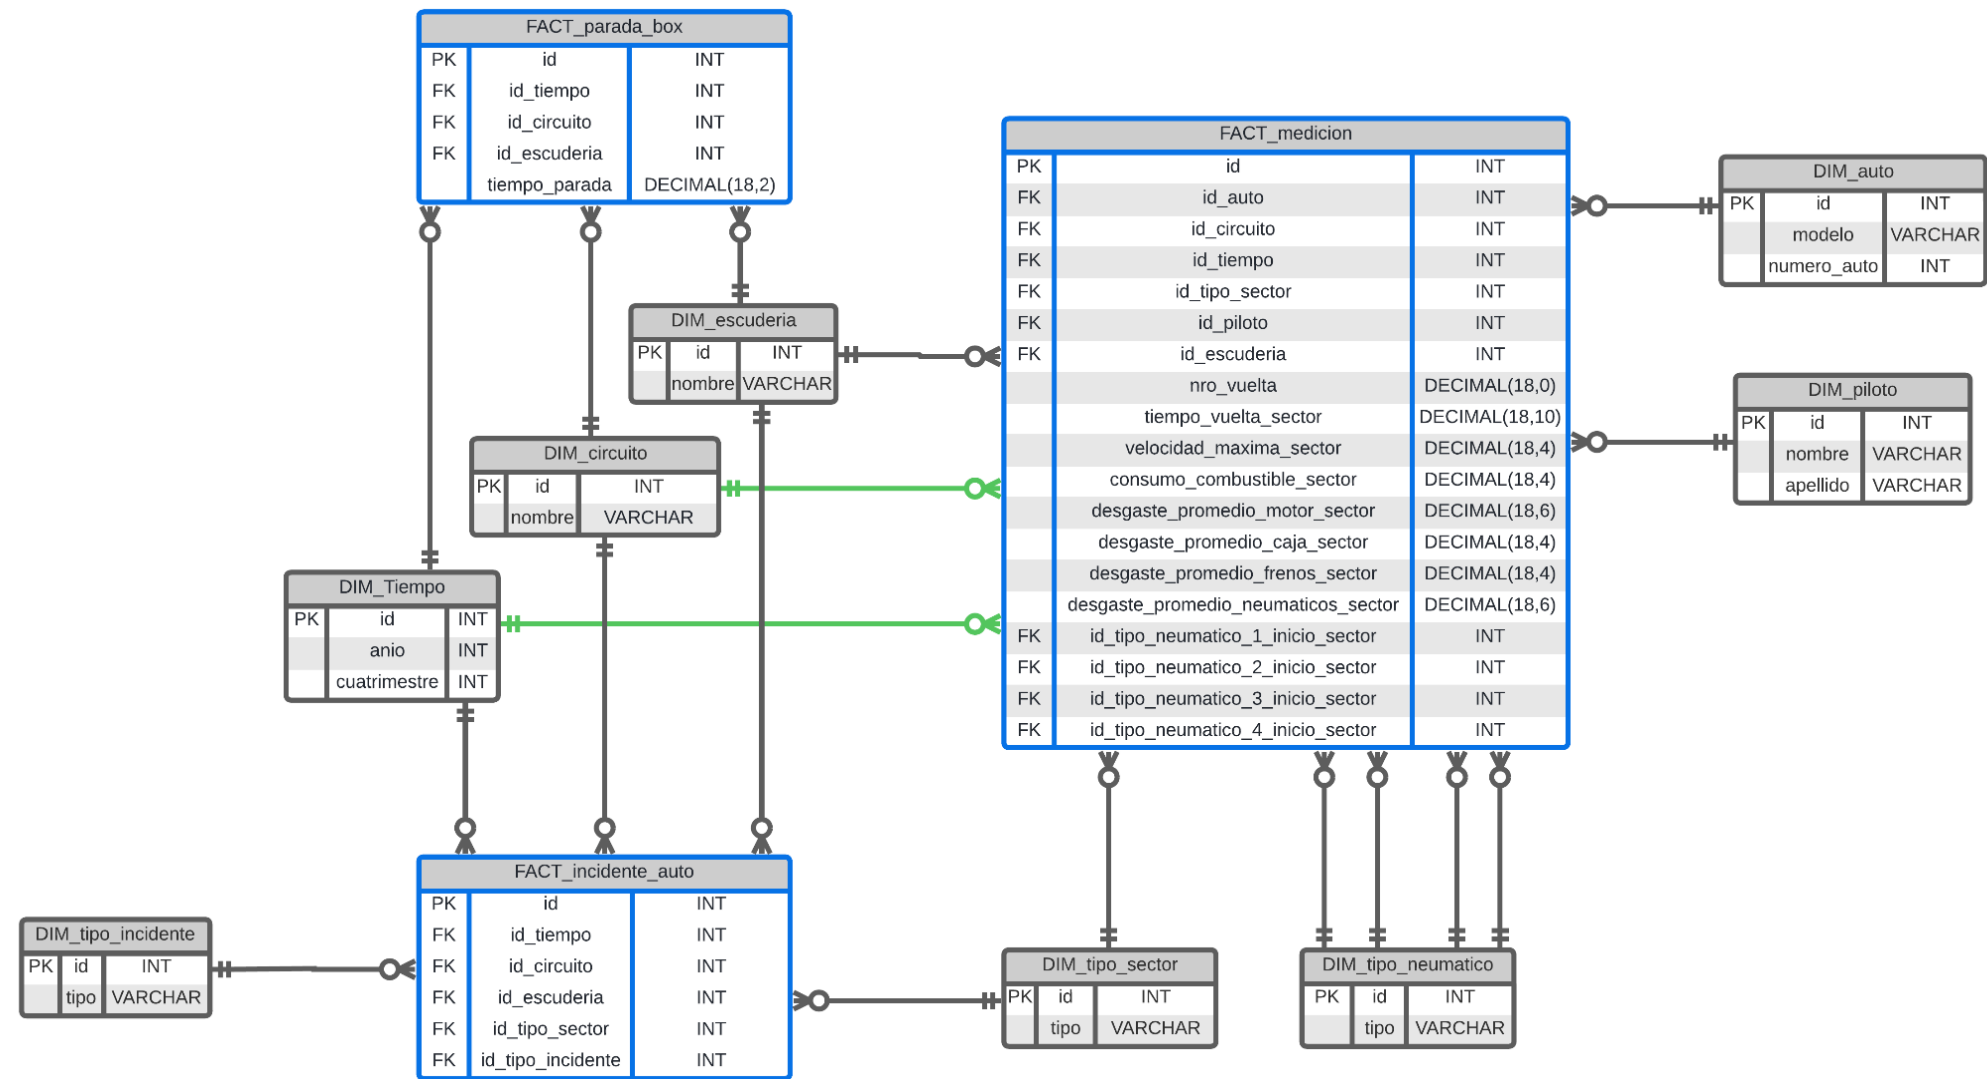 FACT_parada_box
PK id INT
FK id_tiempo INT
FK id_circuito INT
FK id_escuderia INT
tiempo_parada DECIMAL(18,2)
FACT_medicion
PK id INT
FK id_auto INT
FK id_circuito INT
FK id_tiempo INT
FK id_tipo_sector INT
FK id_piloto INT
FK id_escuderia INT
nro_vuelta DECIMAL(18,0)
tiempo_vuelta_sector DECIMAL(18,10)
velocidad_maxima_sector DECIMAL(18,4)
consumo_combustible_sector DECIMAL(18,4)
desgaste_promedio_motor_sector DECIMAL(18,6)
desgaste_promedio_caja_sector DECIMAL(18,4)
desgaste_promedio_frenos_sector DECIMAL(18,4)
desgaste_promedio_neumaticos_sector DECIMAL(18,6)
FK id_tipo_neumatico_1_inicio_sector INT
FK id_tipo_neumatico_2_inicio_sector INT
FK id_tipo_neumatico_3_inicio_sector INT
FK id_tipo_neumatico_4_inicio_sector INT
DIM_auto
PK id INT
modelo VARCHAR
numero_auto INT
DIM_escuderia
PK id INT
nombre VARCHAR
DIM_piloto
PK id INT
nombre VARCHAR
apellido VARCHAR
DIM_circuito
PK id INT
nombre VARCHAR
DIM_Tiempo
PK id INT
anio INT
cuatrimestre INT
FACT_incidente_auto
PK id INT
FK id_tiempo INT
FK id_circuito INT
FK id_escuderia INT
FK id_tipo_sector INT
FK id_tipo_incidente INT
DIM_tipo_incidente
PK id INT
tipo VARCHAR
DIM_tipo_sector
PK id INT
tipo VARCHAR
DIM_tipo_neumatico
PK id INT
tipo VARCHAR